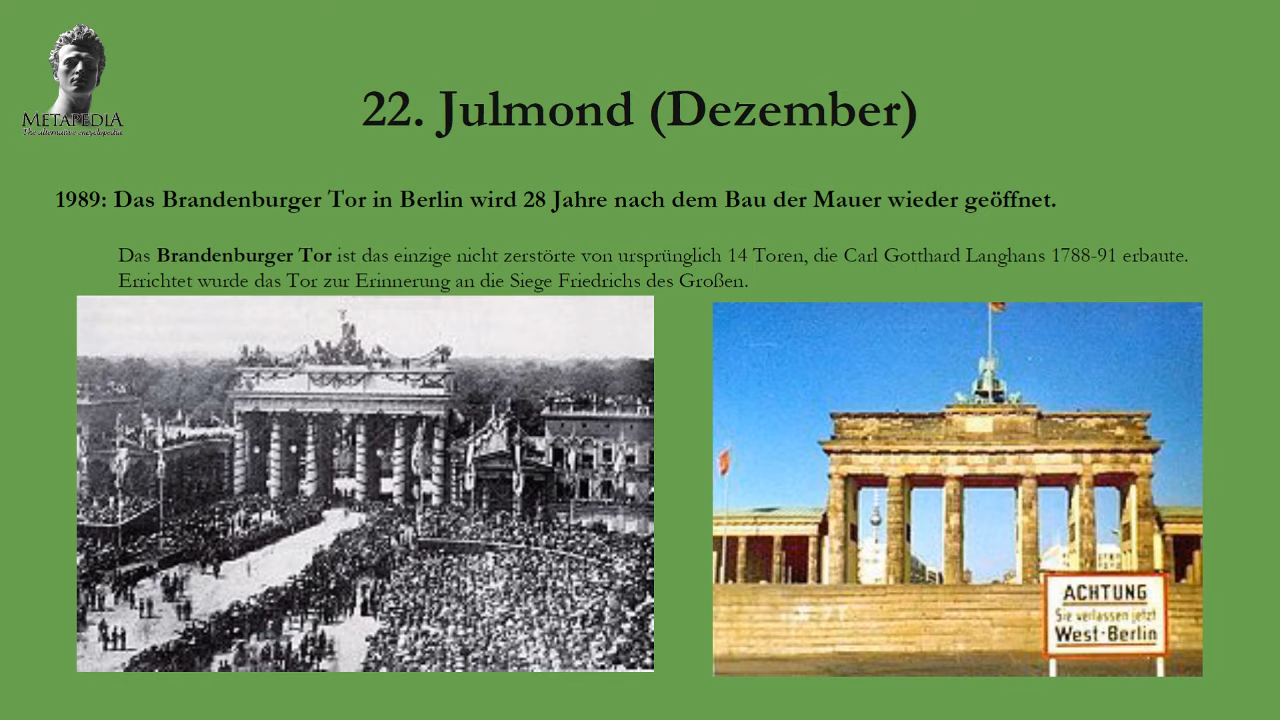 METAPEDIA
The alternative encyclopedia
22. Julmond (Dezember)
1989: Das Brandenburger Tor in Berlin wird 28 Jahre nach dem Bau der Mauer wieder geöffnet.
Das Brandenburger Tor ist das einzige nicht zerstörte von ursprünglich 14 Toren, die Carl Gotthard Langhans 1788-91 erbaute.
Errichtet wurde das Tor zur Erinnerung an die Siege Friedrichs des Großen.
ACHTUNG
Sie verlassen jetzt
West-Berlin